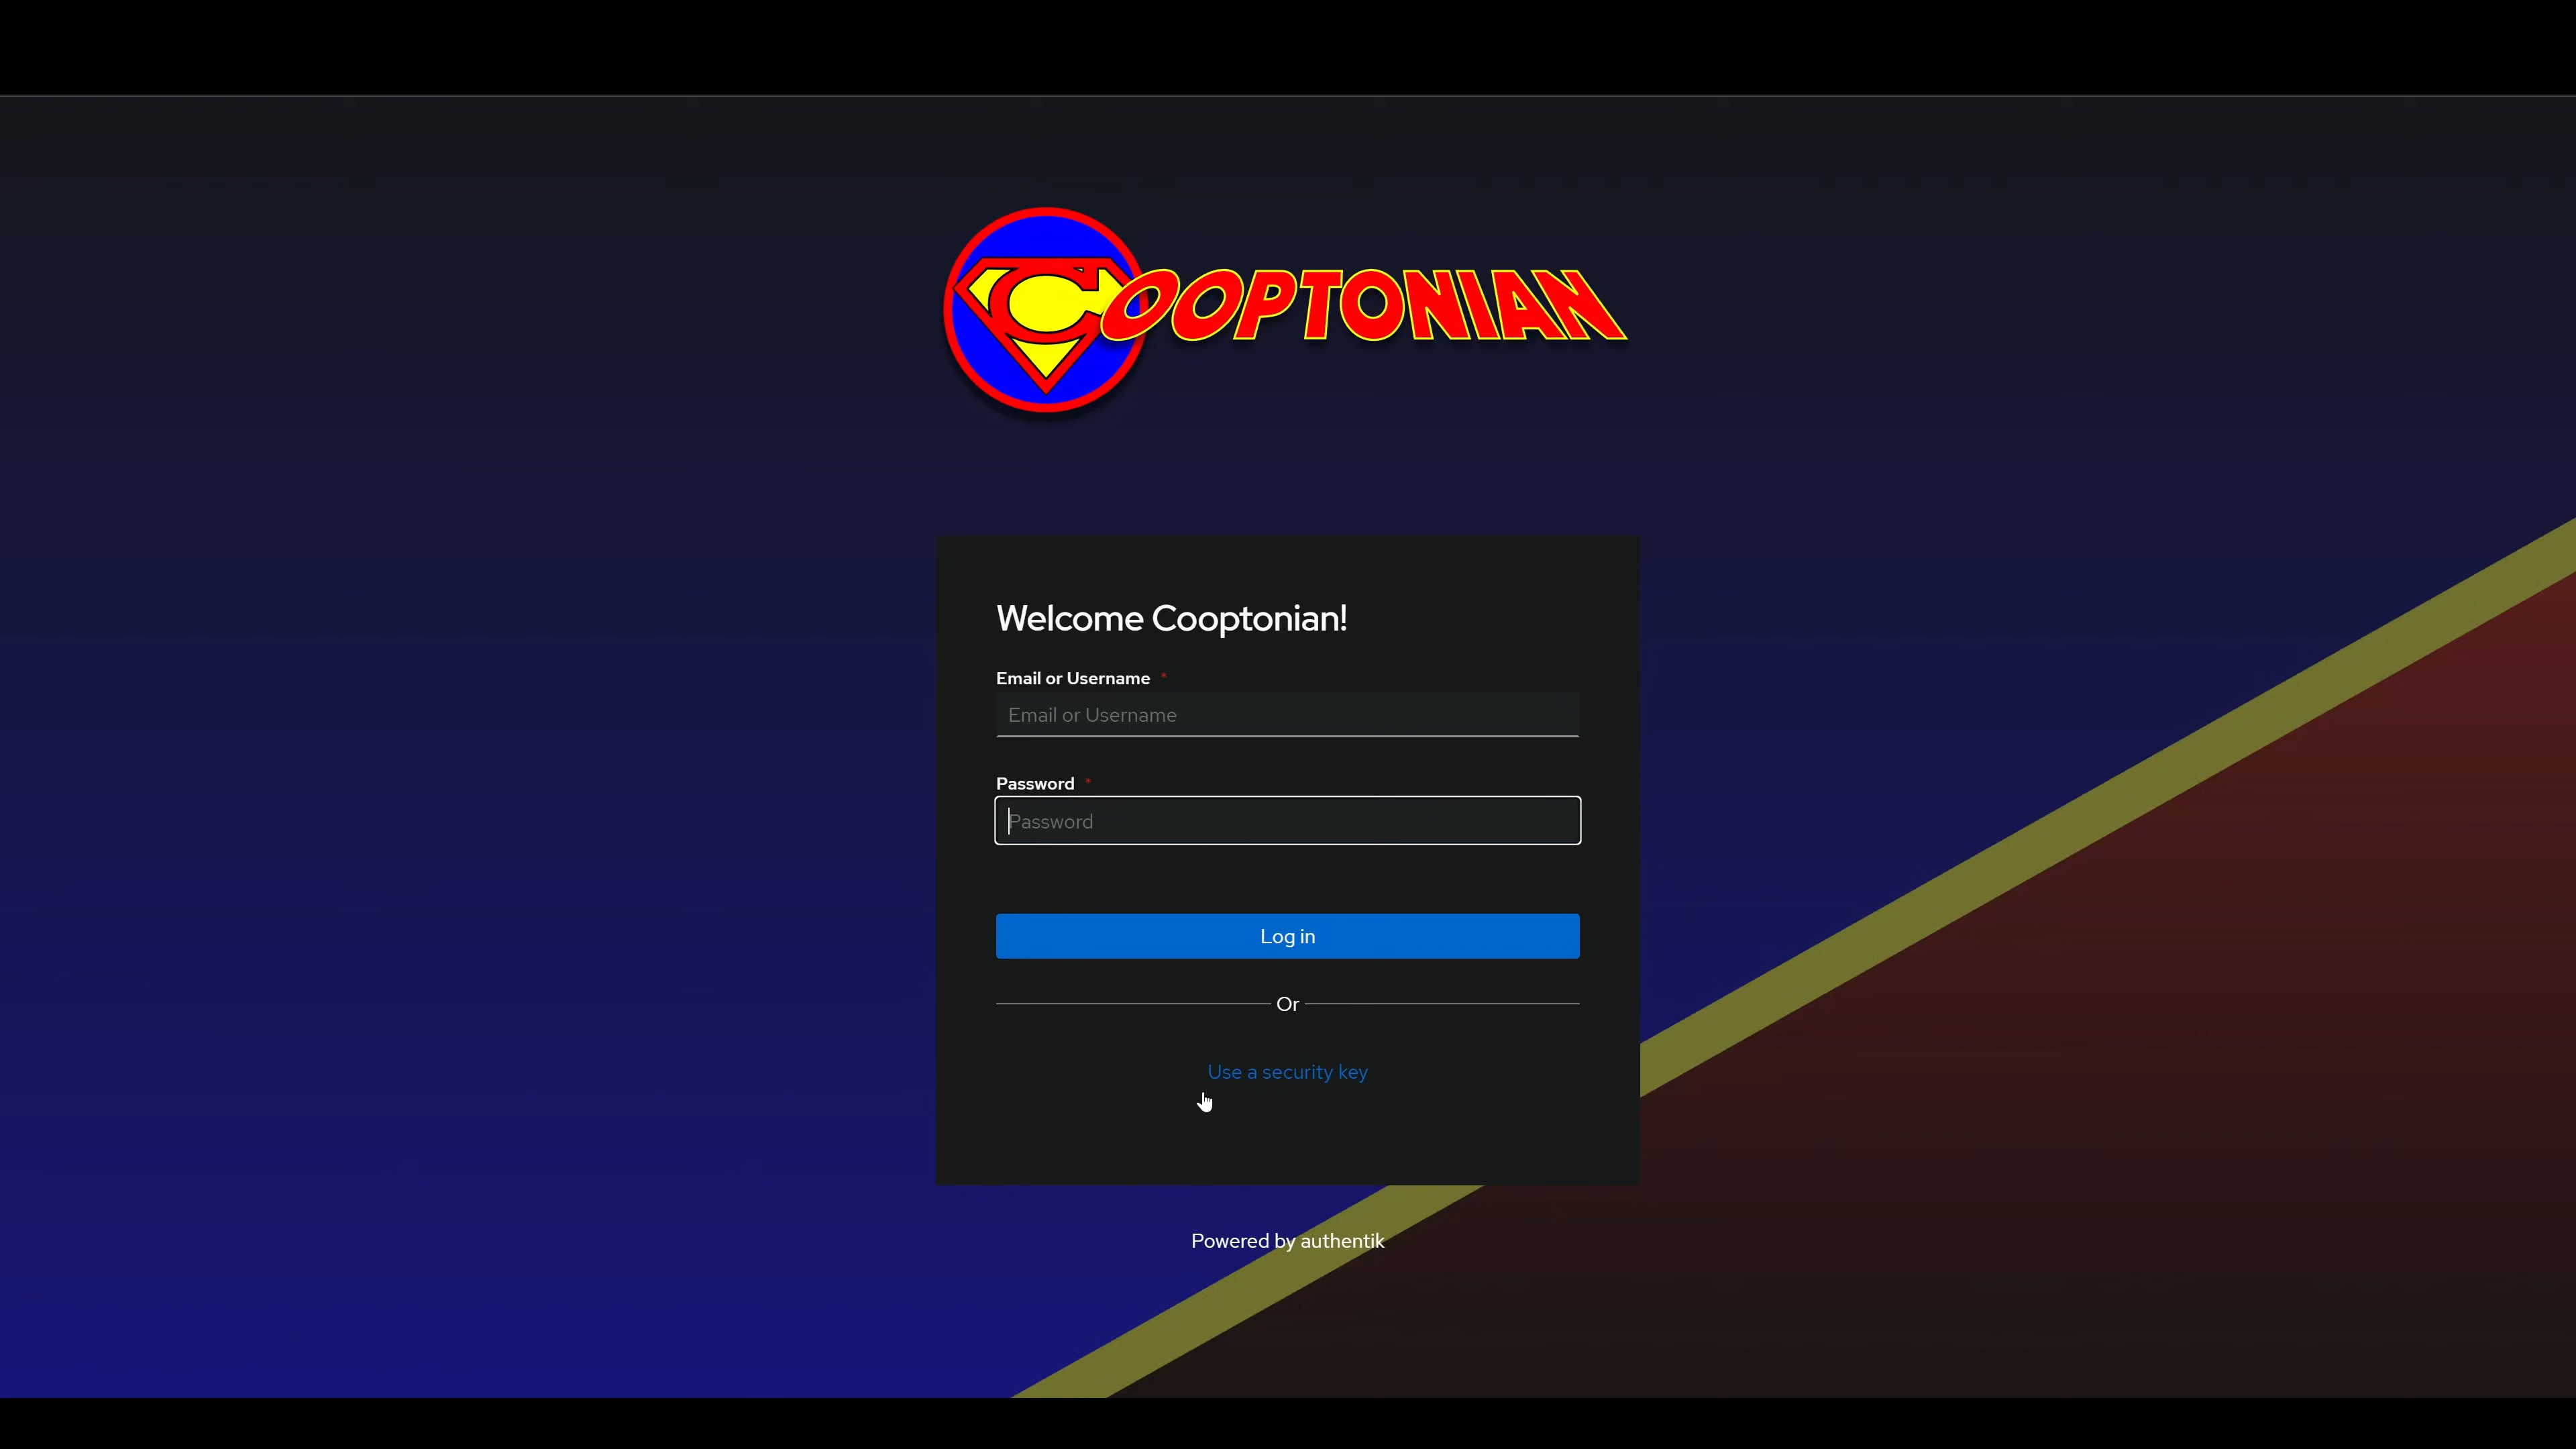 COOPTONIAN
Welcome Cooptonian!
Email or Username *
Email or Username
Password *
Password
Log in
Or
Use a security key
Powered by authentik